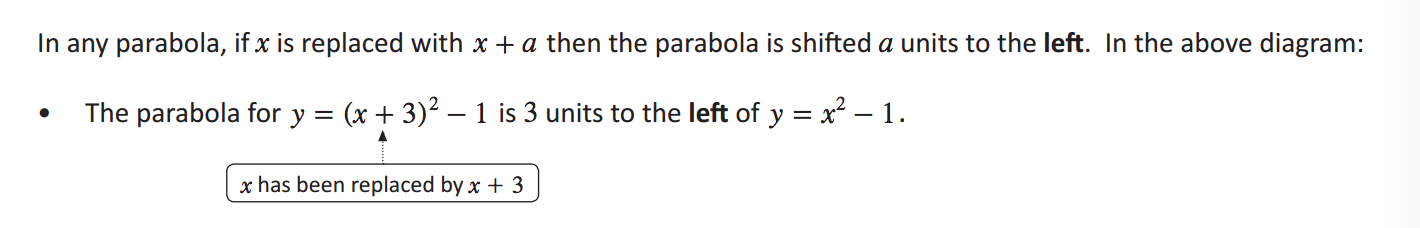 In any parabola, if x is replaced with x + a then the parabola is shifted a units to the left. In the above diagram:
• The parabola for y = (x + 3)² – 1 is 3 units to the left of y = x² – 1.
x has been replaced by x + 3